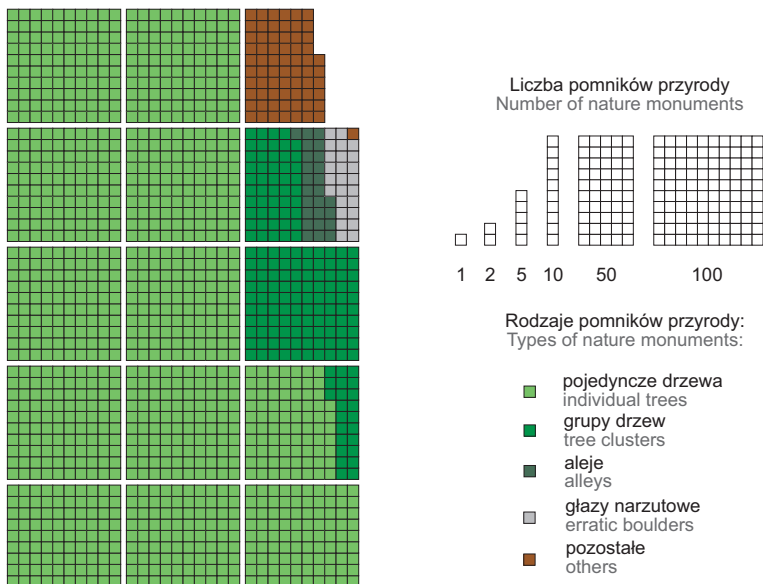 Liczba pomników przyrody
Number of nature monuments
1 2 5 10 50 100
Rodzaje pomników przyrody:
Types of nature monuments:
pojedyncze drzewa
individual trees
grupy drzew
tree clusters
aleje
alleys
głazy narzutowe
erratic boulders
pozostałe
others